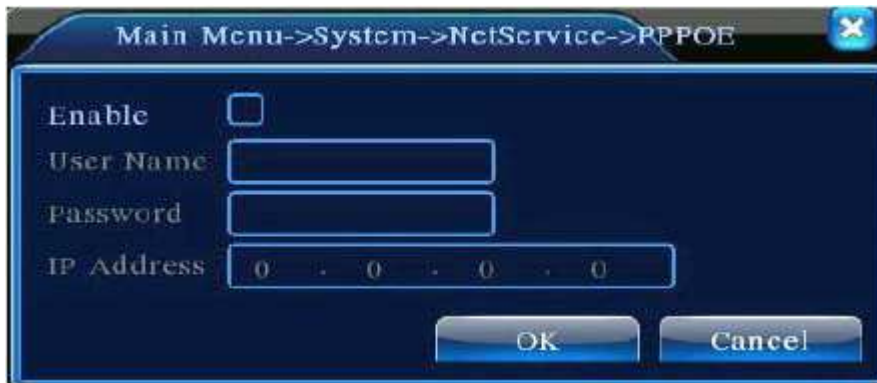 Main Menu->System->NetService->PPPOE
Enable
User Name
Password
IP Address 0 . 0 . 0 . 0
OK Cancel